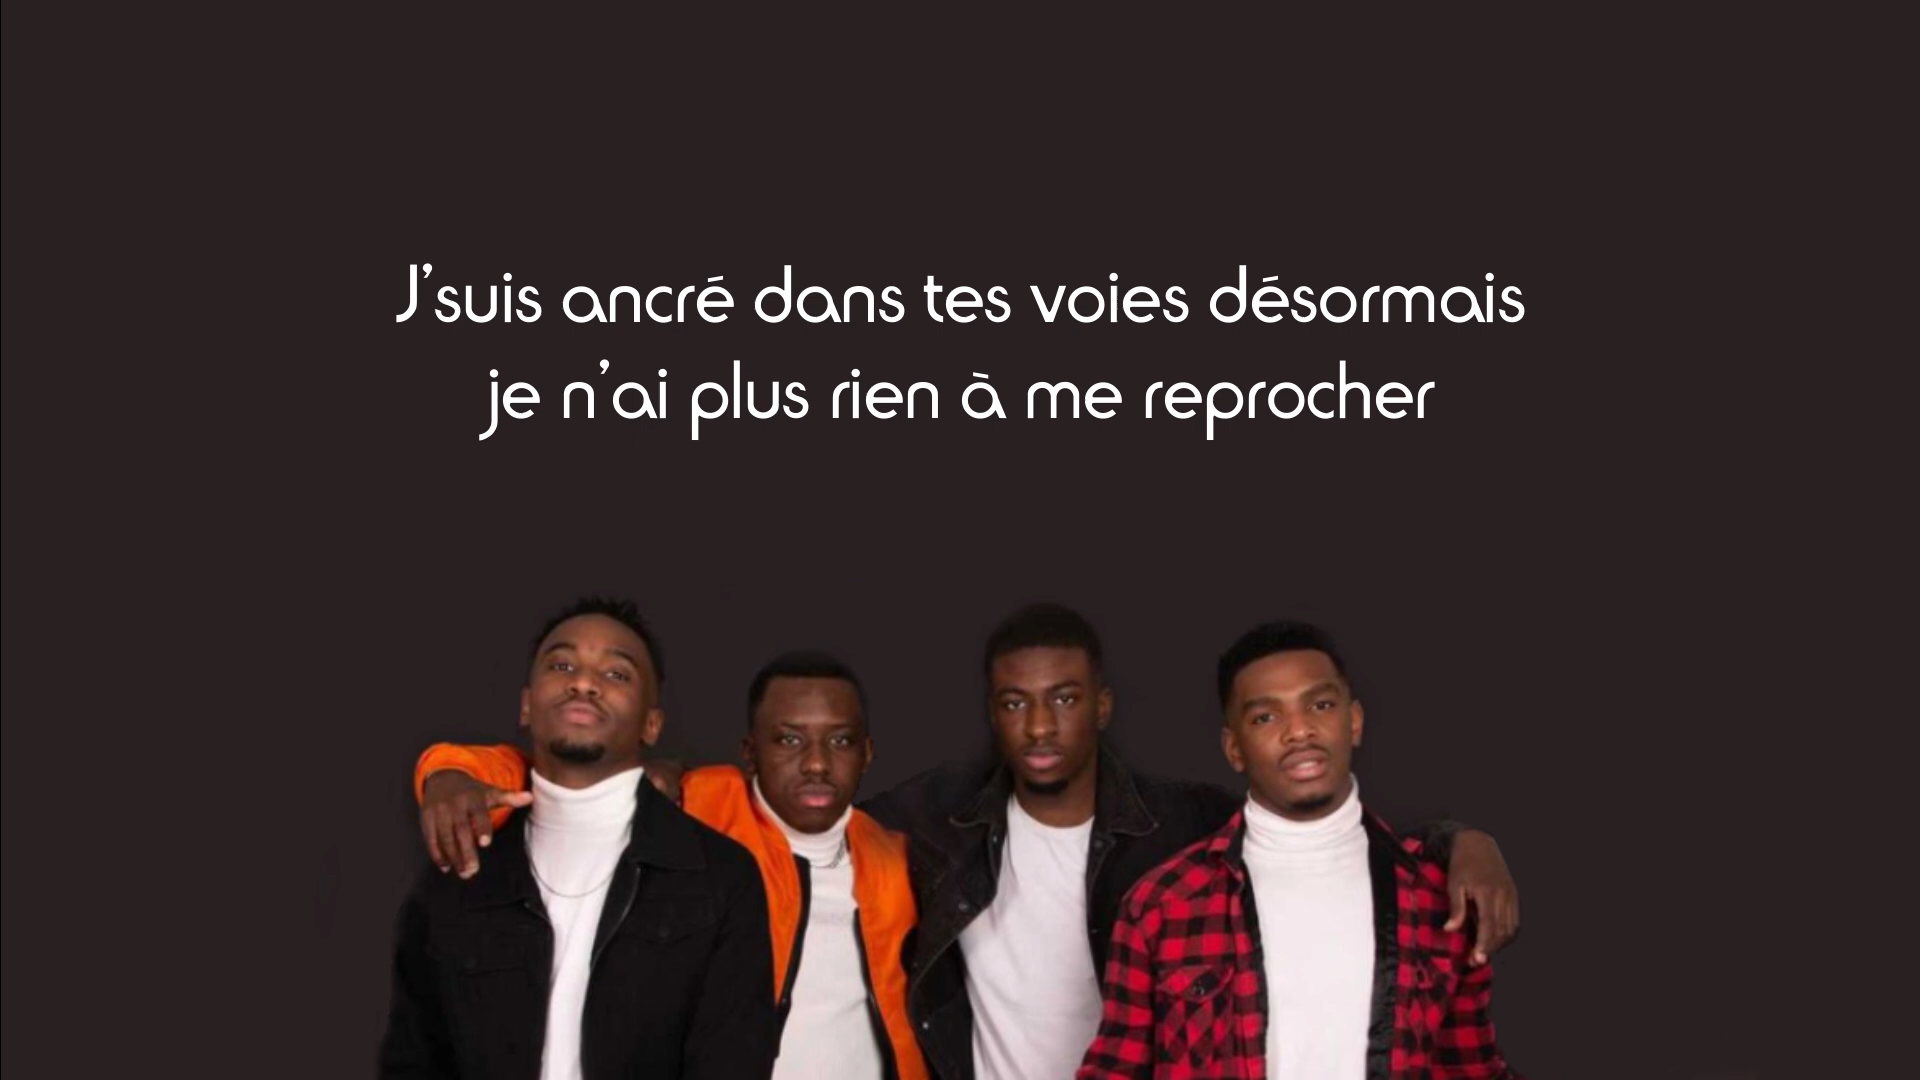 J'suis ancré dans tes voies désormais
je n'ai plus rien à me reprocher